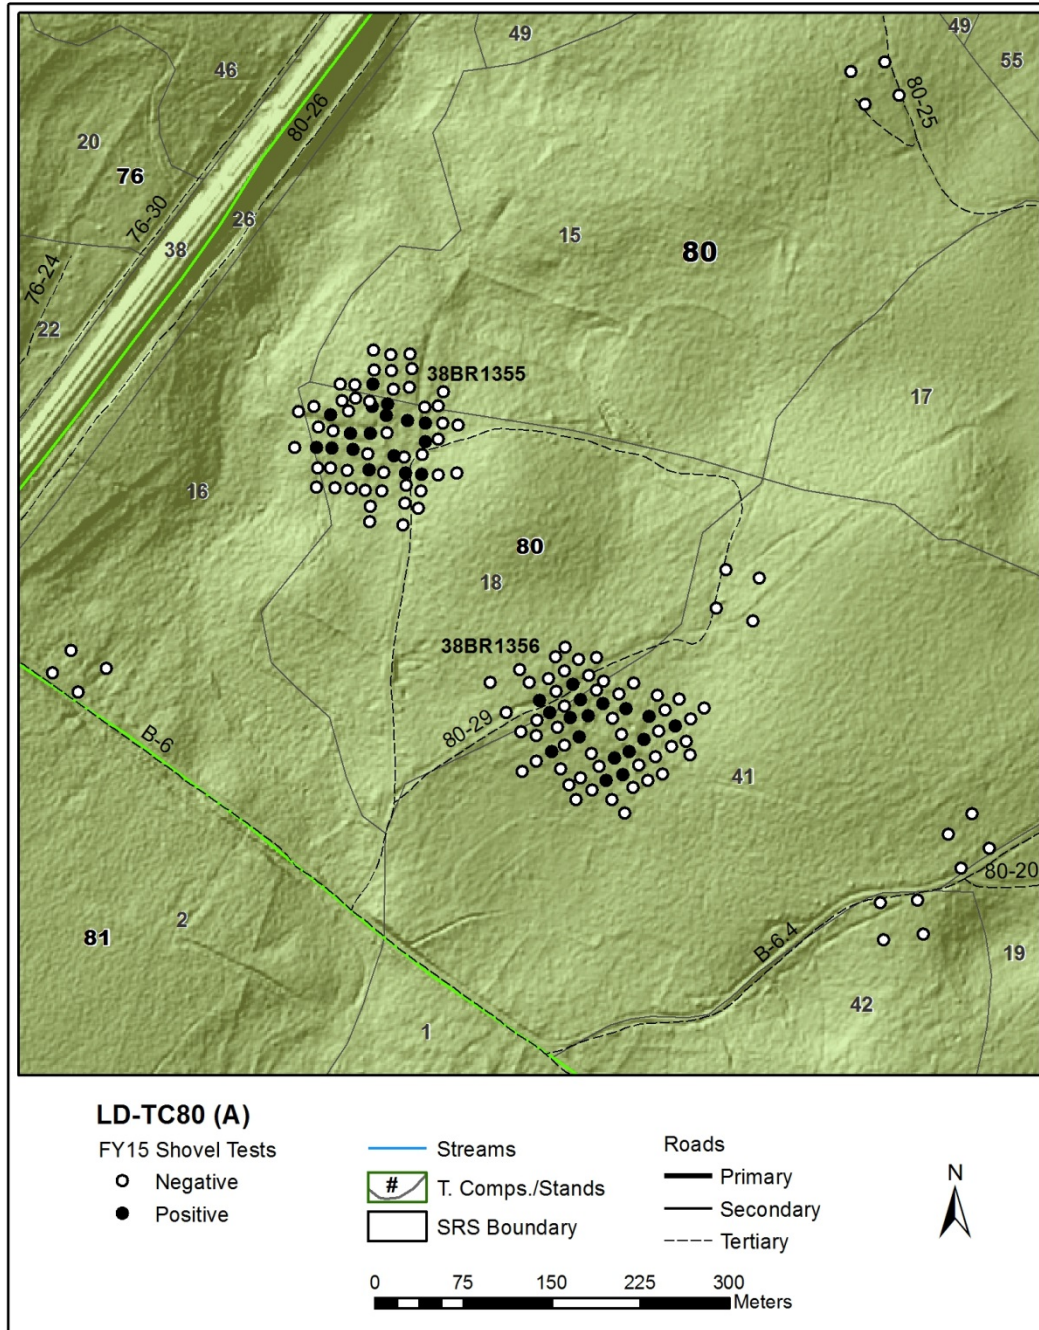 49
49
55
46
80-25
80-26
20
76
76-30
26
38
15
80
76-24
22
38BR1355
17
16
80
18
38BR1356
80-29
B-6
41
80-20
2
81
B-6.4
19
42
1
LD-TC80 (A)
FY15 Shovel Tests
Negative
Positive
Streams
#
T. Comps./Stands
SRS Boundary
Roads
Primary
Secondary
Tertiary
N
0 75 150 225 300
Meters